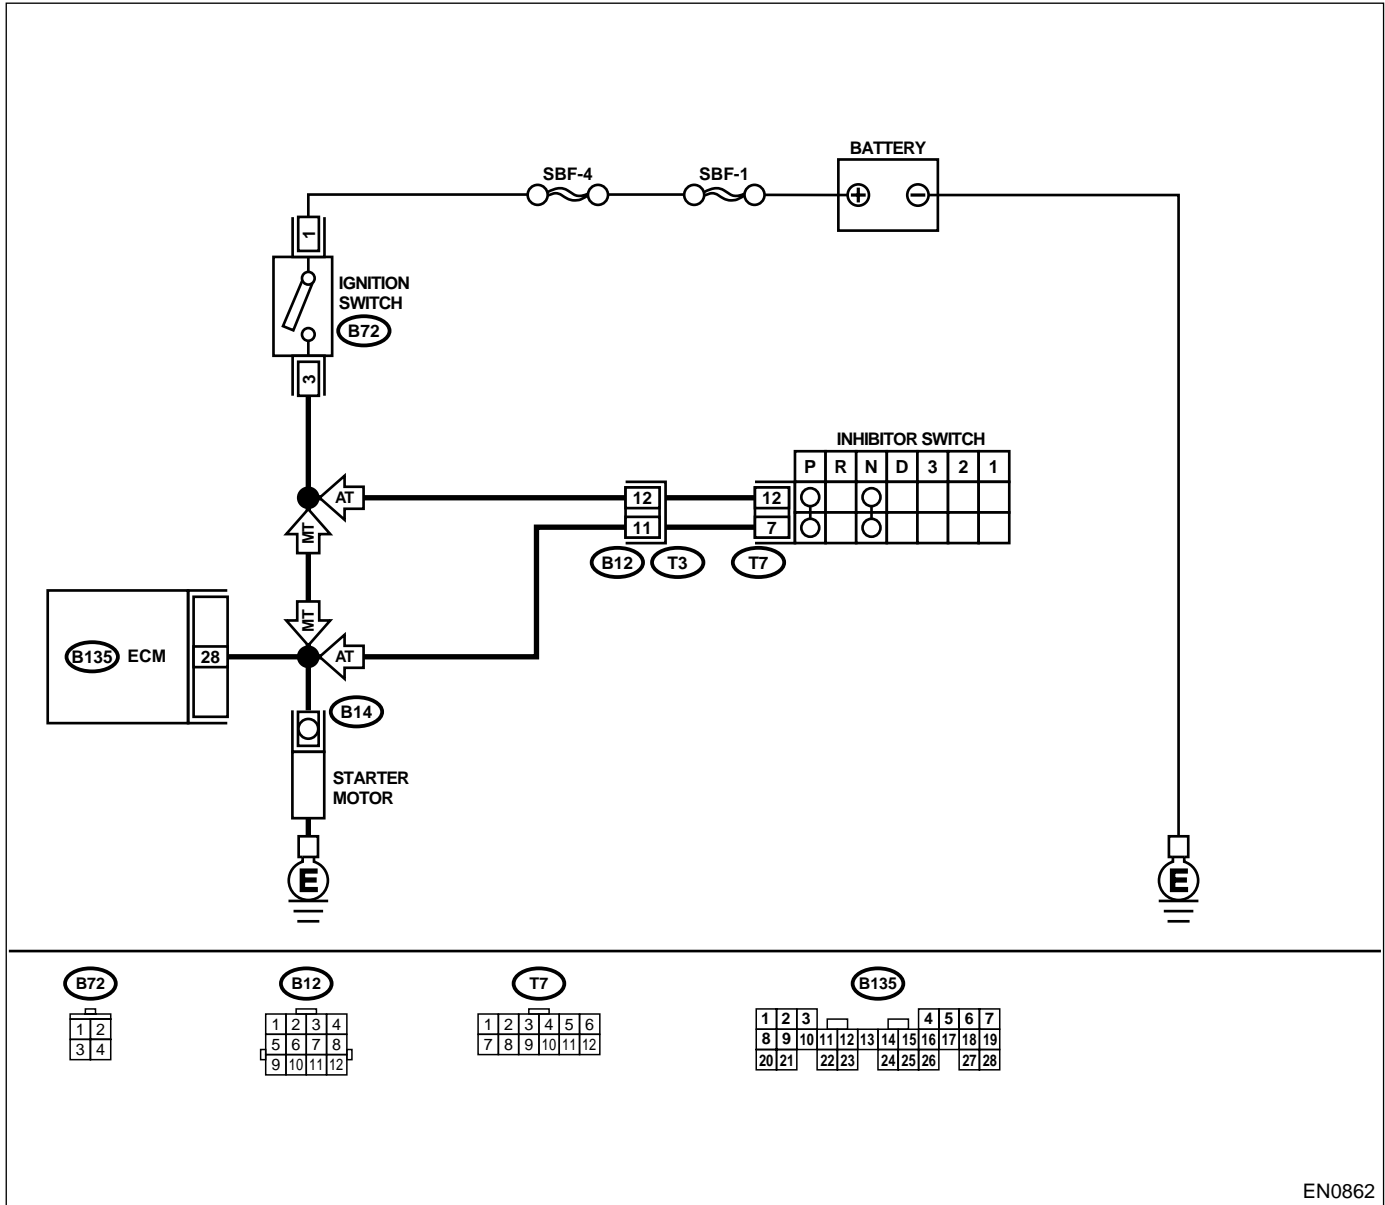 BATTERY
SBF-4 SBF-1
+ −
1
IGNITION
SWITCH
B72
3
INHIBITOR SWITCH
P R N D 3 2 1
AT 12 12
11 7
MT
B12 T3 T7
MT
B135 ECM 28 AT
B14
STARTER
MOTOR
E E
B72 B12 T7 B135
1 2
3 4
1 2 3 4
5 6 7 8
9 10 11 12
1 2 3 4 5 6
7 8 9 10 11 12
1 2 3 4 5 6 7
8 9 10 11 12 13 14 15 16 17 18 19
20 21 22 23 24 25 26 27 28
EN0862